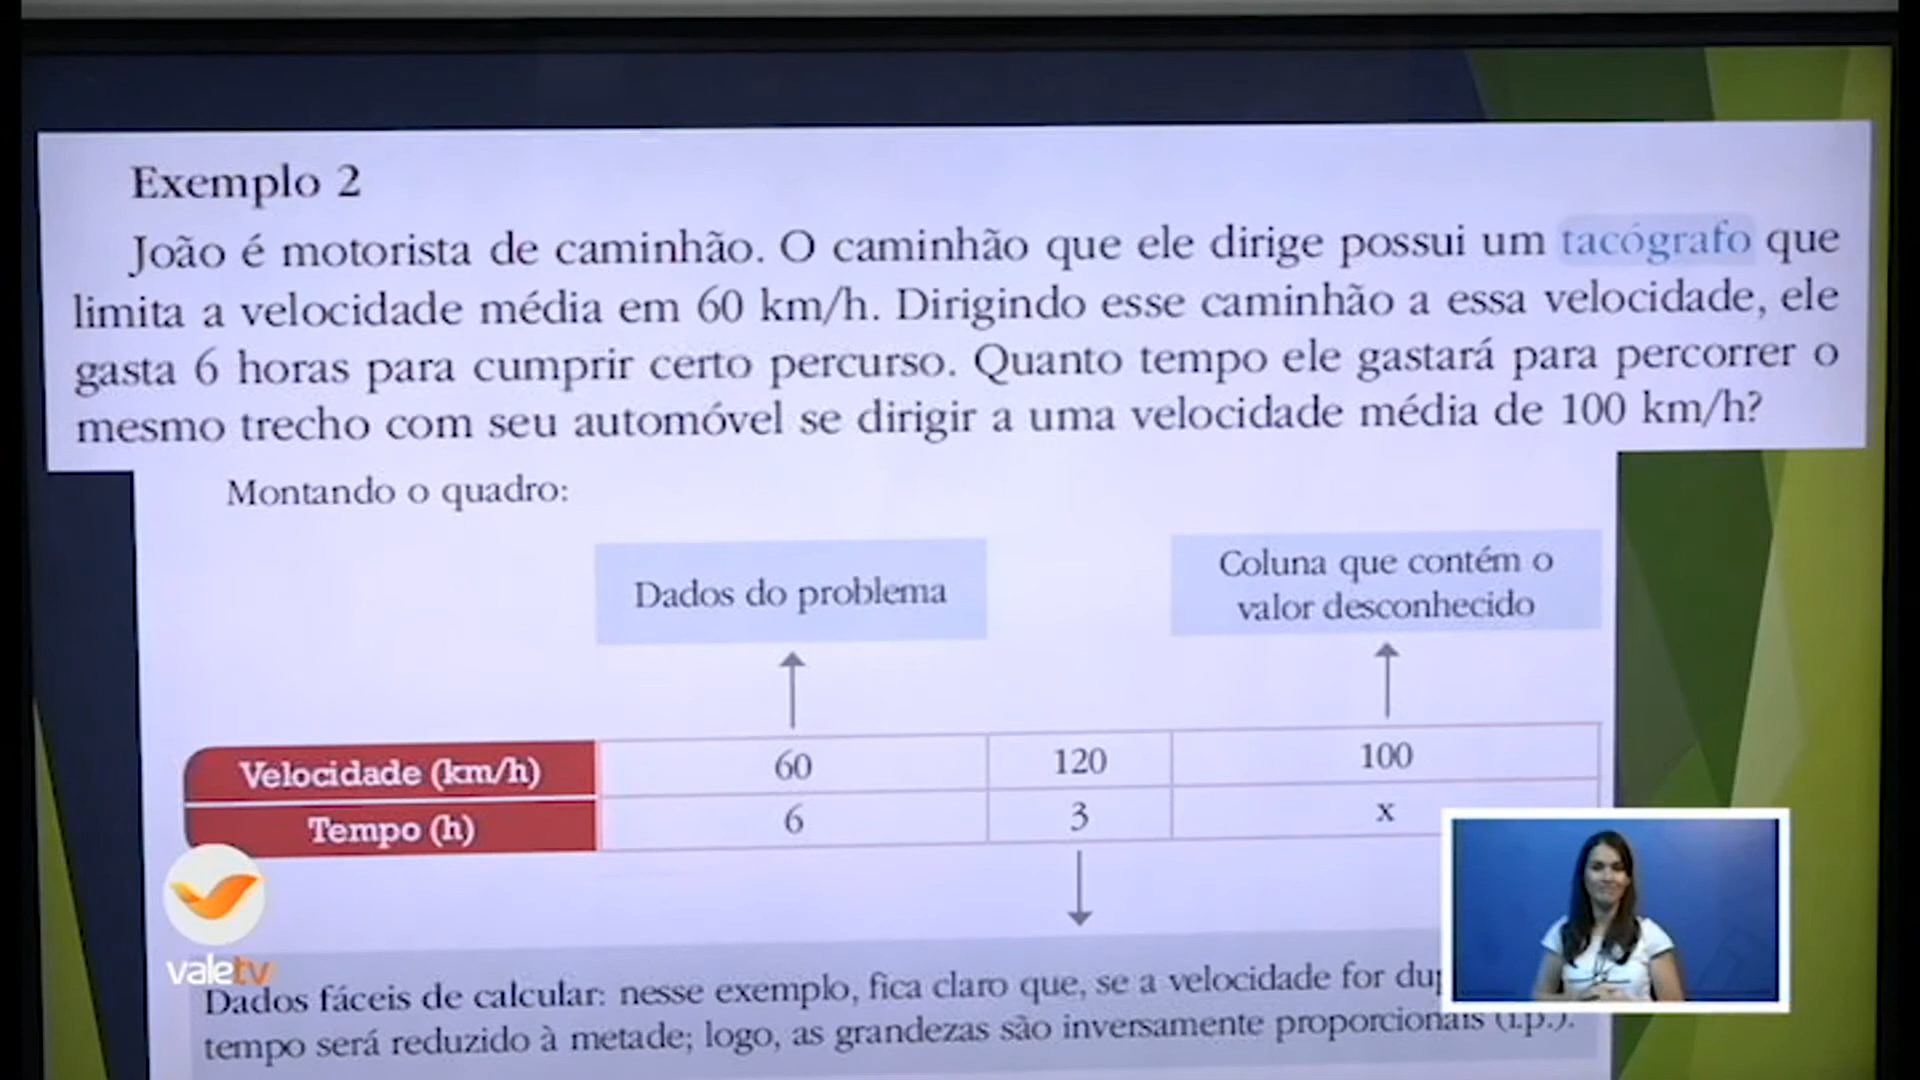 Exemplo 2
João é motorista de caminhão. O caminhão que ele dirige possui um tacógrafo que
limita a velocidade média em 60 km/h. Dirigindo esse caminhão a essa velocidade, ele
gasta 6 horas para cumprir certo percurso. Quanto tempo ele gastará para percorrer o
mesmo trecho com seu automóvel se dirigir a uma velocidade média de 100 km/h?
Montando o quadro:
Dados do problema
Coluna que contém o
valor desconhecido
Velocidade (km/h) 60 120 100
Tempo (h) 6 3 x
valetv
Dados fáceis de calcular: nesse exemplo, fica claro que, se a velocidade for
tempo será reduzido à metade; logo, as grandezas são inversamente proporcionais (i.p.).